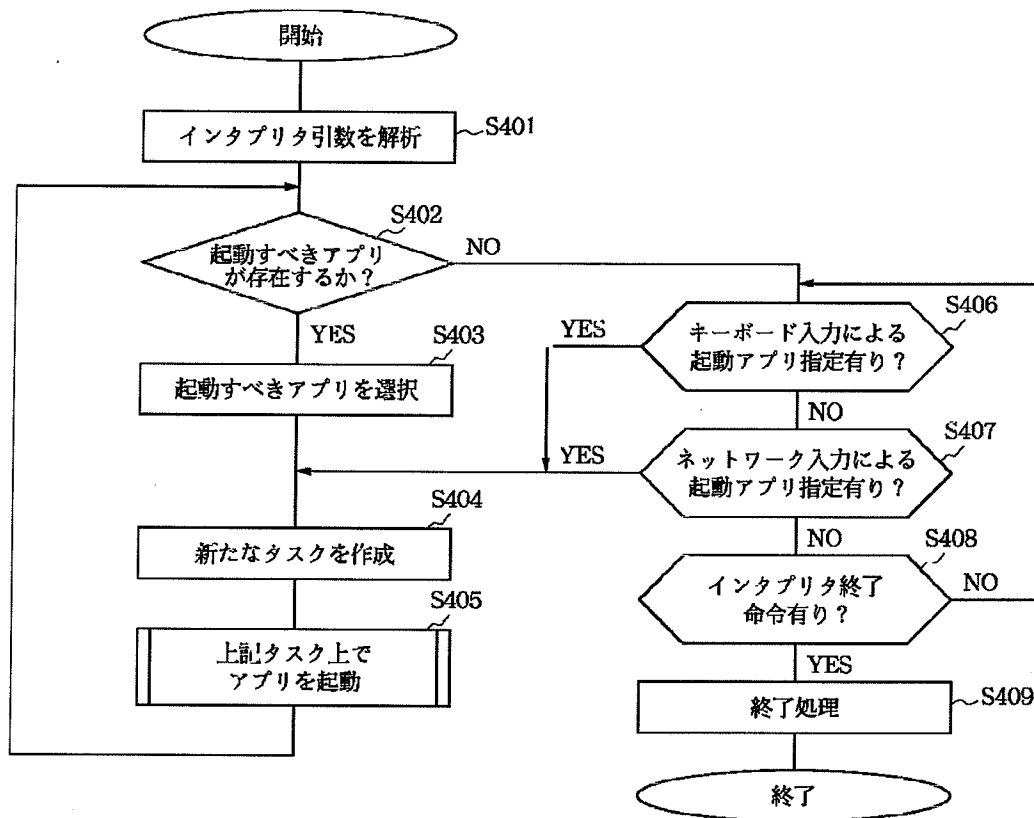 開始
インタプリタ引数を解析
S401
S402
起動すべきアプリ
が存在するか？
NO
YES
S403
起動すべきアプリを選択
S404
新たなタスクを作成
S405
上記タスク上で
アプリを起動
S406
キーボード入力による
起動アプリ指定有り？
YES
NO
S407
ネットワーク入力による
起動アプリ指定有り？
YES
NO
S408
インタプリタ終了
命令有り？
NO
YES
終了処理
S409
終了